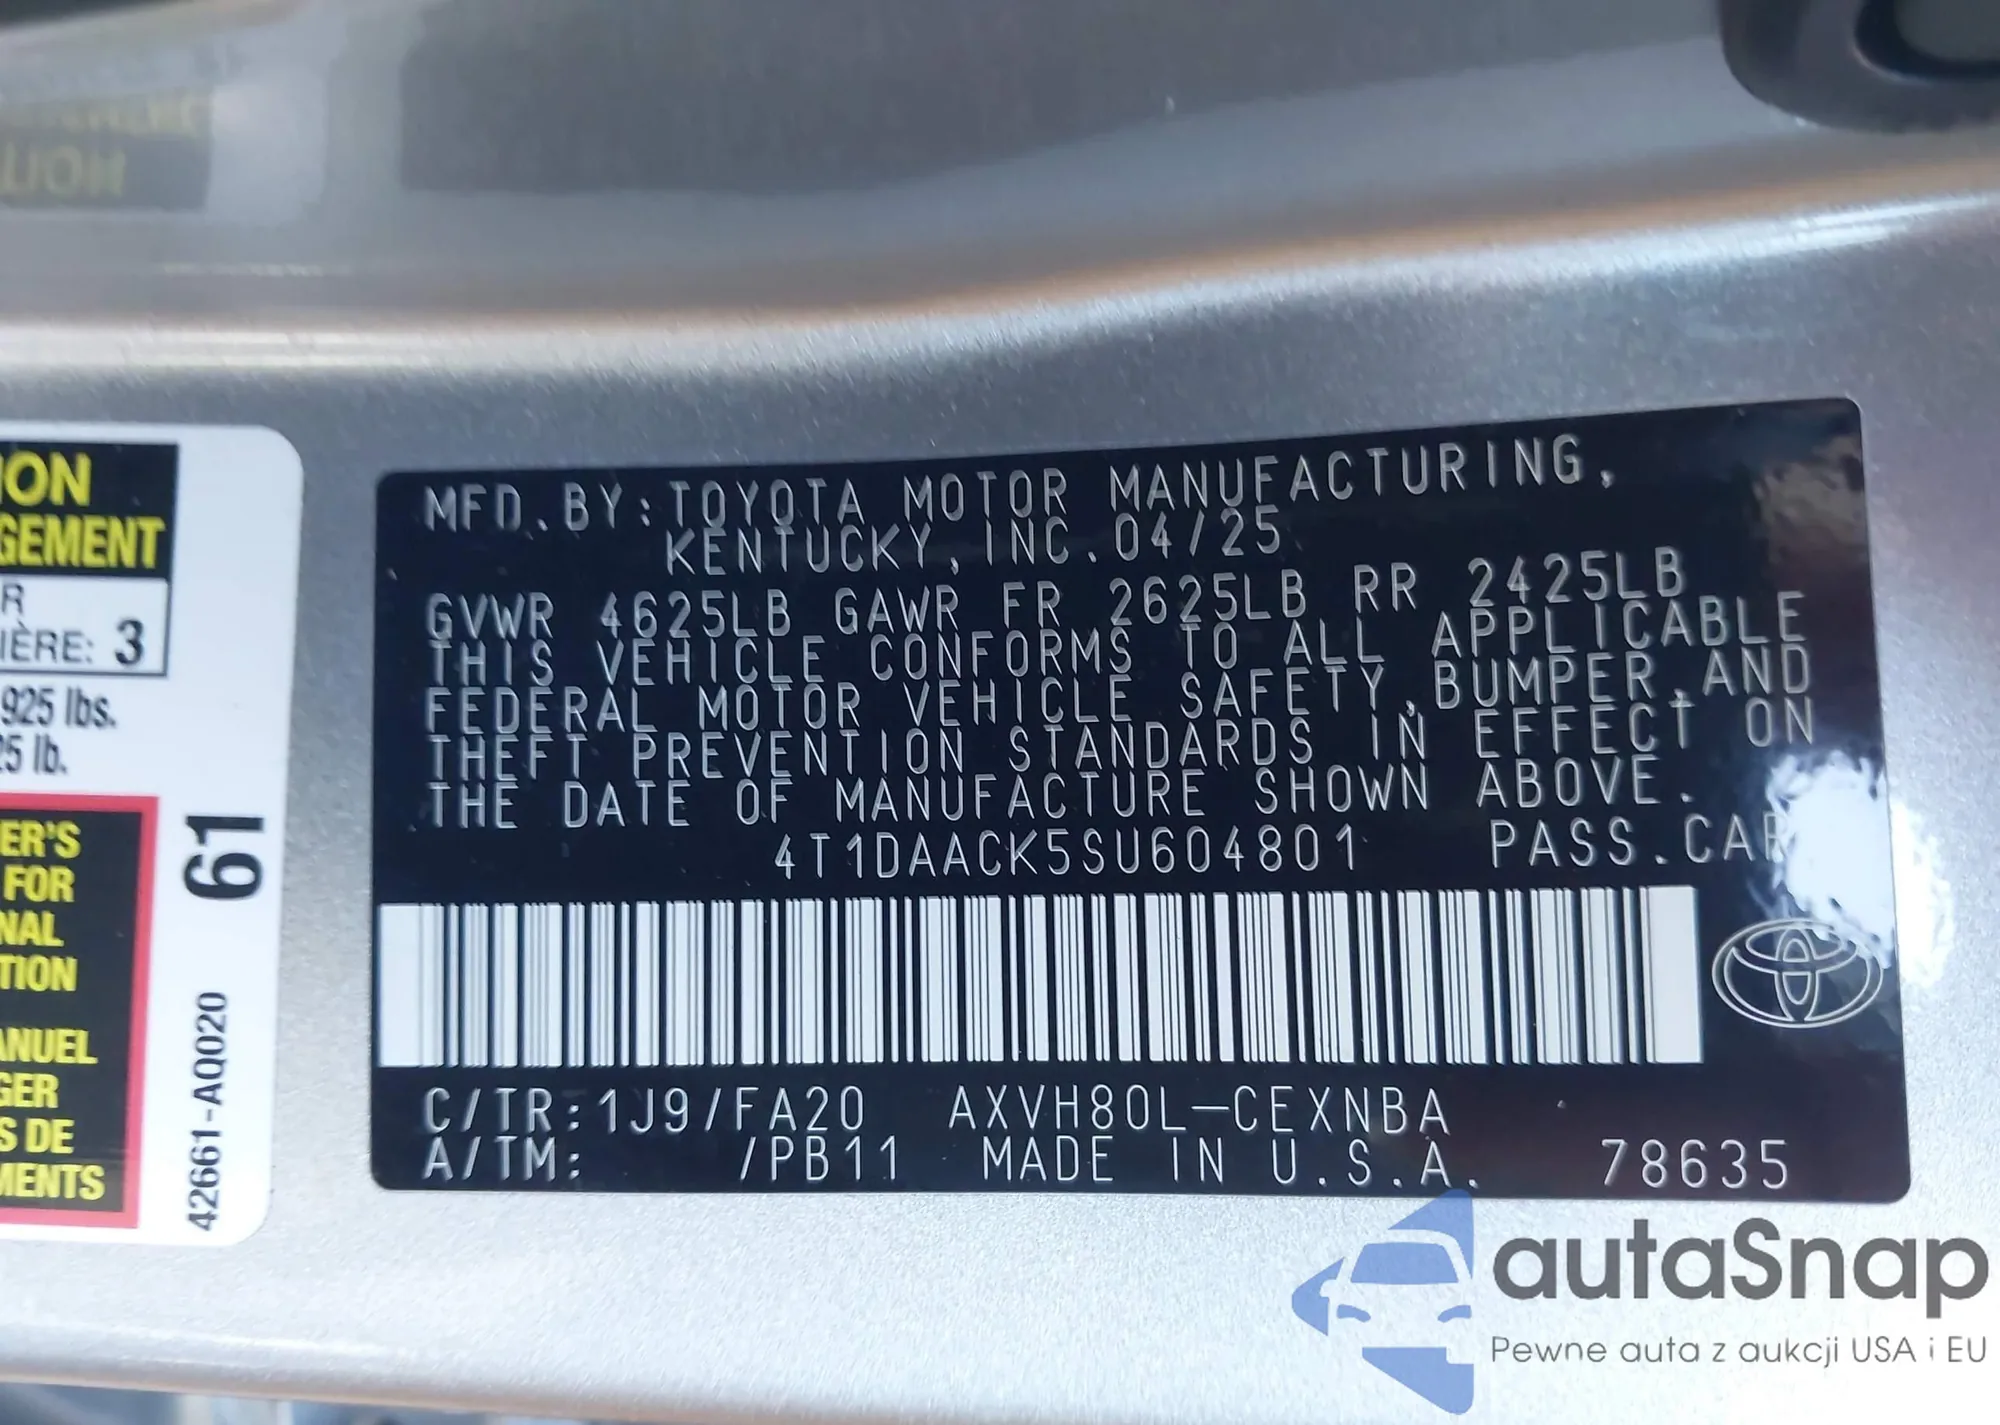 ION
GEMENT
R
IÈRE: 3
925 lbs.
25 lb.
ER'S
FOR
NAL
TION
ANUEL
GER
S DE
MENTS
61
42661-AQ020
MFD.BY:TOYOTA MOTOR MANUFACTURING,
KENTUCKY,INC.04/25
GVWR 4625LB GAWR FR 2625LB RR 2425LB
THIS VEHICLE CONFORMS TO ALL APPLICABLE
FEDERAL MOTOR VEHICLE SAFETY,BUMPER,AND
THEFT PREVENTION STANDARDS IN EFFECT ON
THE DATE OF MANUFACTURE SHOWN ABOVE.
4T1DAACK5SU604801 PASS.CAR
C/TR:1J9/FA20 AXVH80L-CEXNBA
A/TM: /PB11 MADE IN U.S.A. 78635
autaSnap
Pewne auta z aukcji USA i EU